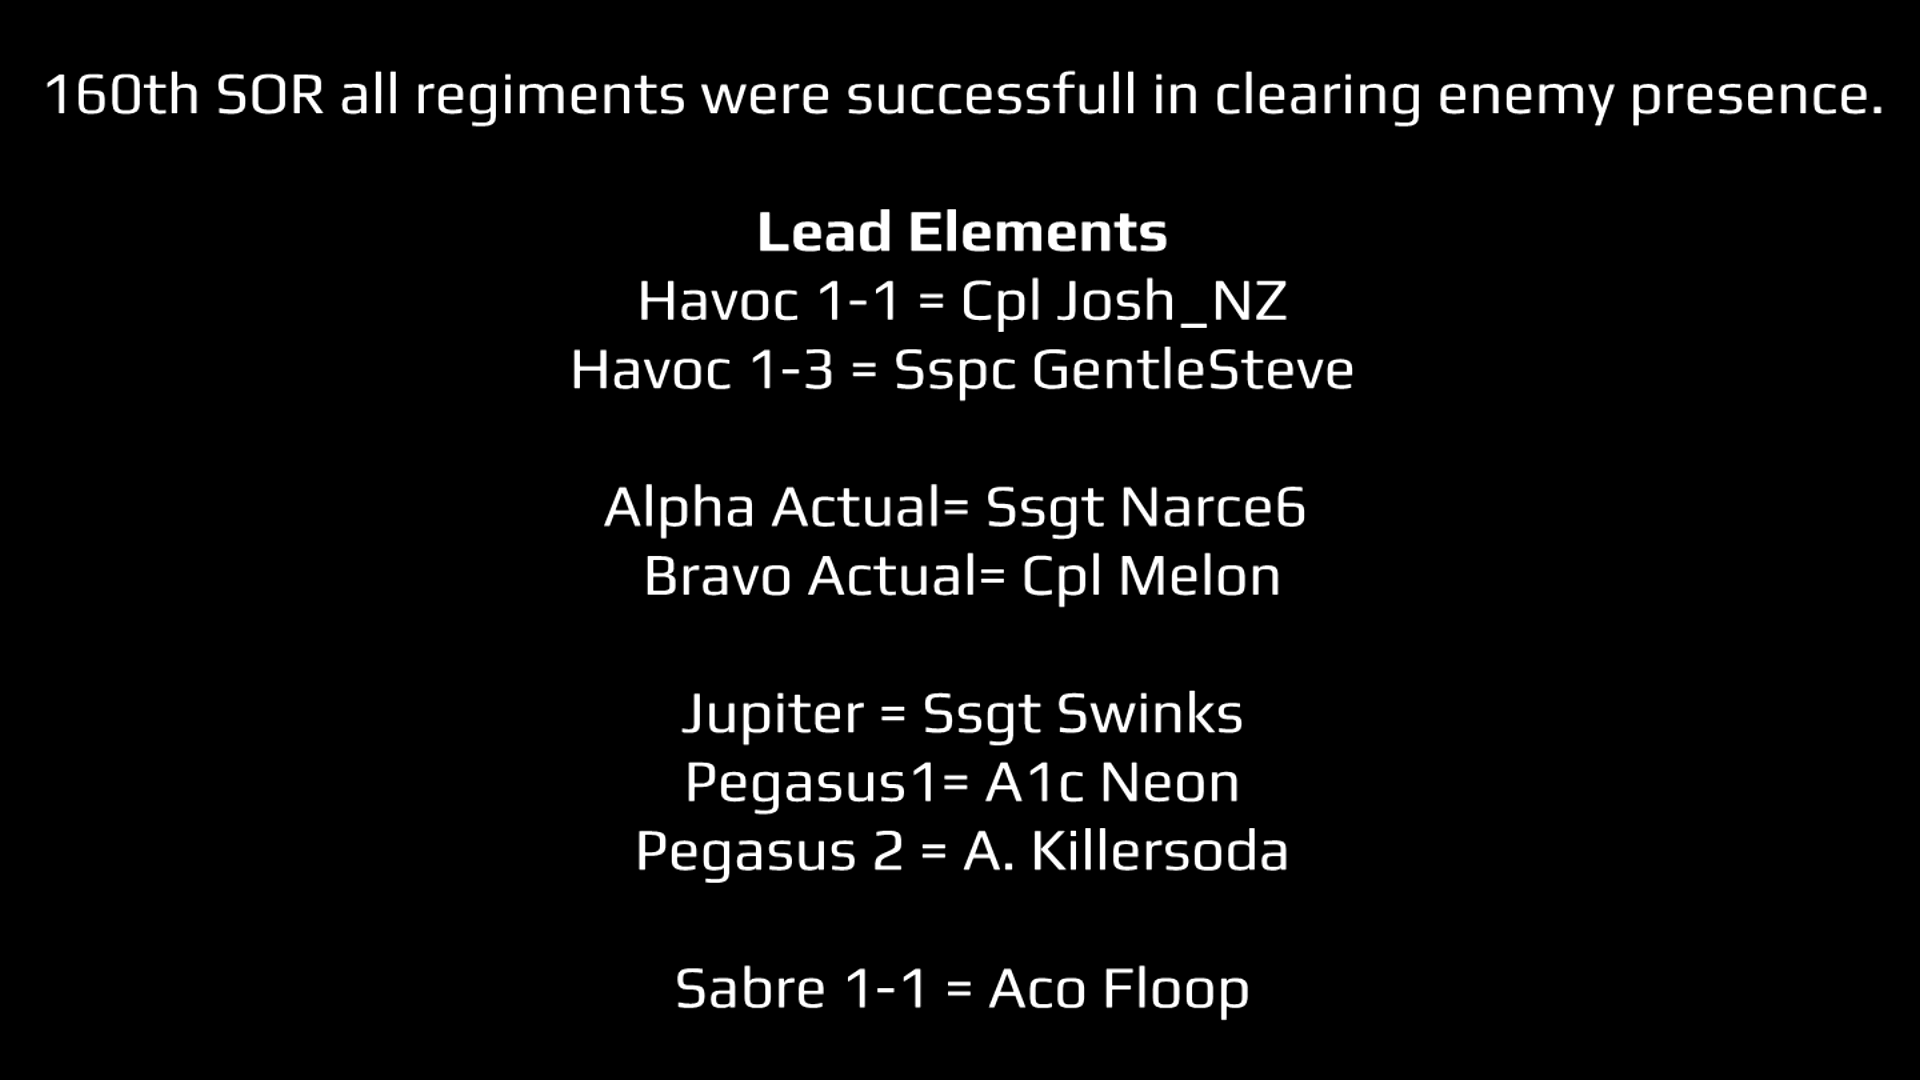 160th SOR all regiments were successfull in clearing enemy presence.
Lead Elements
Havoc 1-1 = Cpl Josh_NZ
Havoc 1-3 = Sspc GentleSteve
Alpha Actual= Ssgt Narce6
Bravo Actual= Cpl Melon
Jupiter = Ssgt Swinks
Pegasus1= A1c Neon
Pegasus 2 = A. Killersoda
Sabre 1-1 = Aco Floop